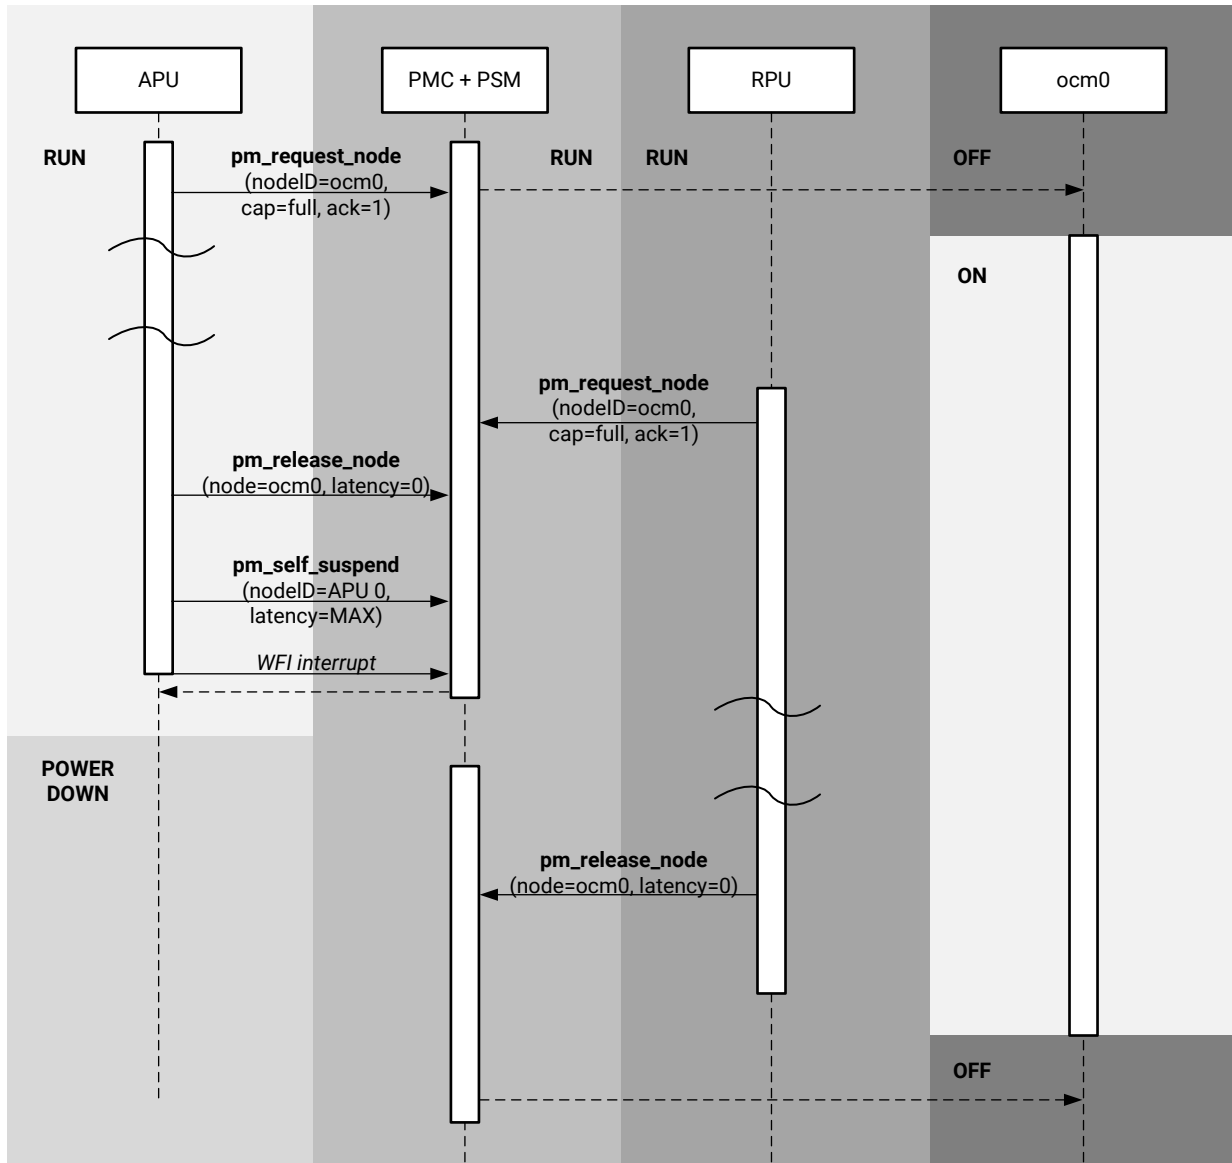 APU
PMC + PSM
RPU
ocm0
RUN
pm_request_node
(nodeID=ocm0,
cap=full, ack=1)
RUN
RUN
OFF
ON
pm_request_node
(nodeID=ocm0,
cap=full, ack=1)
pm_release_node
(node=ocm0, latency=0)
pm_self_suspend
(nodeID=APU 0,
latency=MAX)
WFI interrupt
POWER
DOWN
pm_release_node
(node=ocm0, latency=0)
OFF